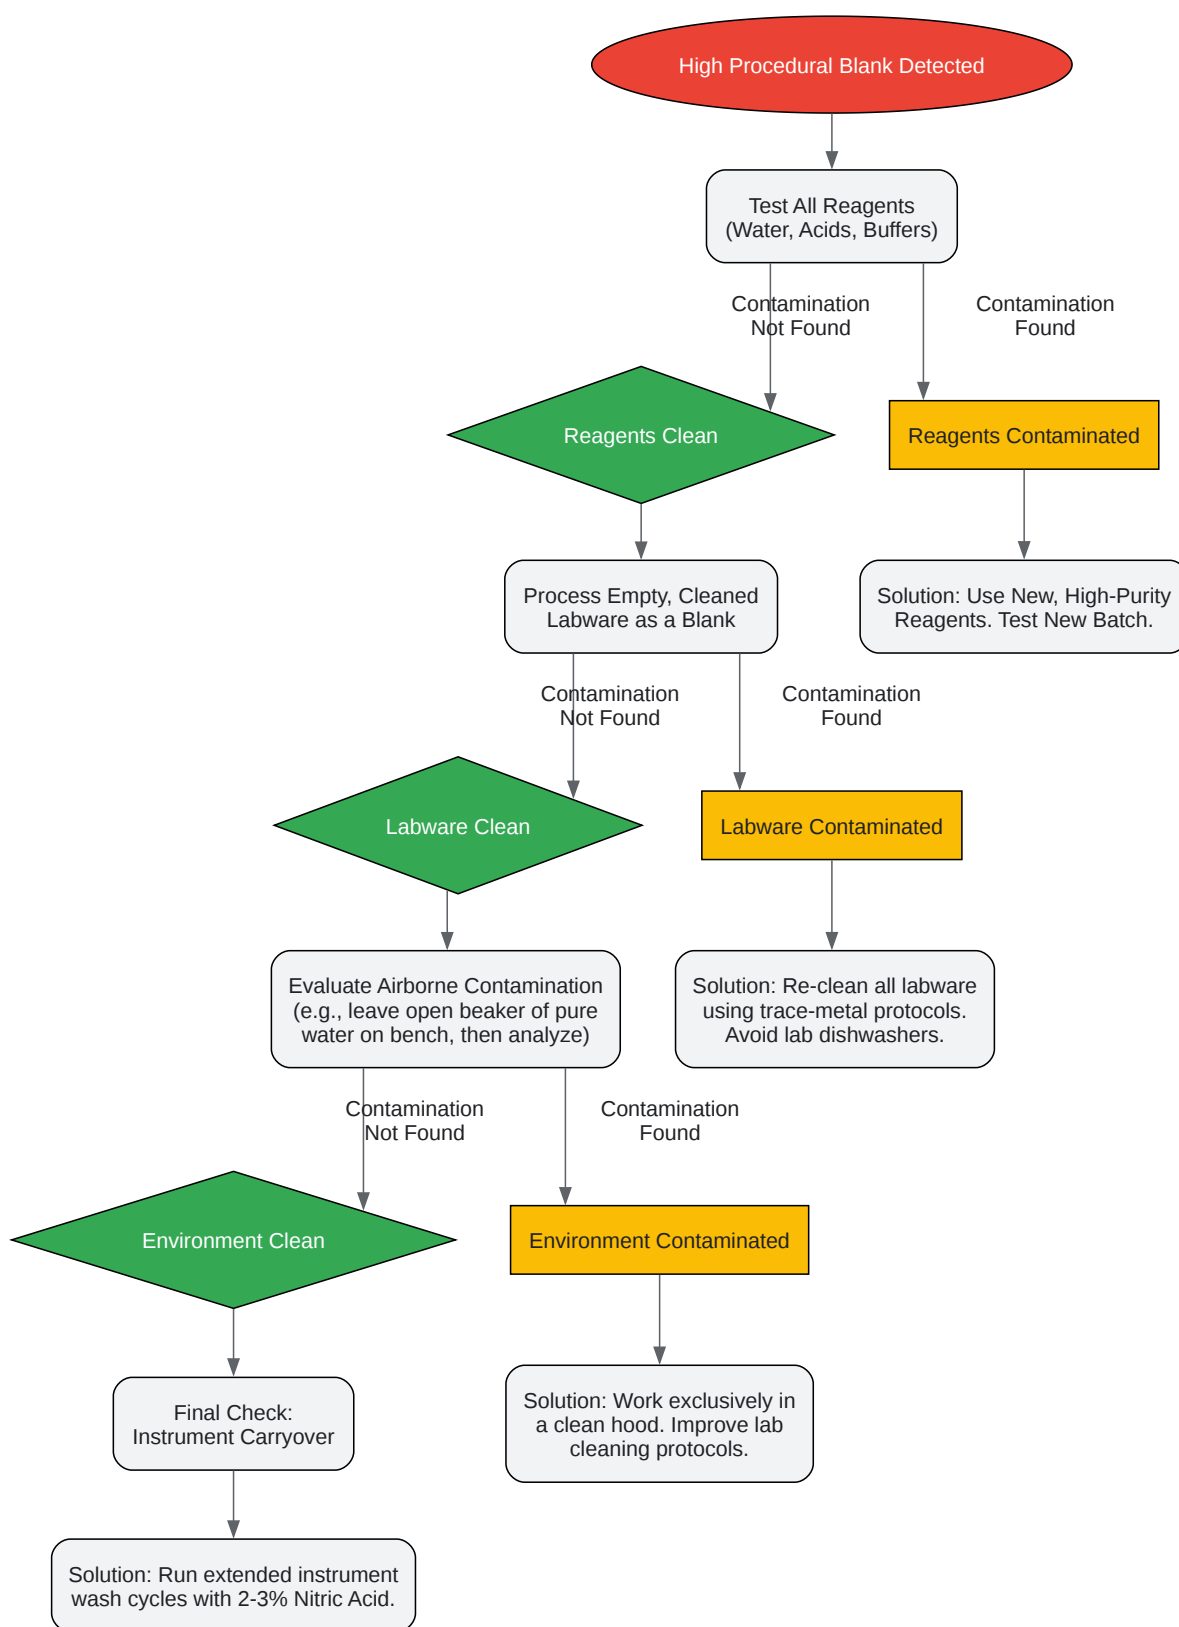 High Procedural Blank Detected
Test All Reagents
(Water, Acids, Buffers)
Contamination
Not Found
Contamination
Found
Reagents Clean
Reagents Contaminated
Process Empty, Cleaned
Labware as a Blank
Solution: Use New, High-Purity
Reagents. Test New Batch.
Contamination
Not Found
Contamination
Found
Labware Clean
Labware Contaminated
Evaluate Airborne Contamination
(e.g., leave open beaker of pure
water on bench, then analyze)
Solution: Re-clean all labware
using trace-metal protocols.
Avoid lab dishwashers.
Contamination
Not Found
Contamination
Found
Environment Clean
Environment Contaminated
Final Check:
Instrument Carryover
Solution: Work exclusively in
a clean hood. Improve lab
cleaning protocols.
Solution: Run extended instrument
wash cycles with 2-3% Nitric Acid.